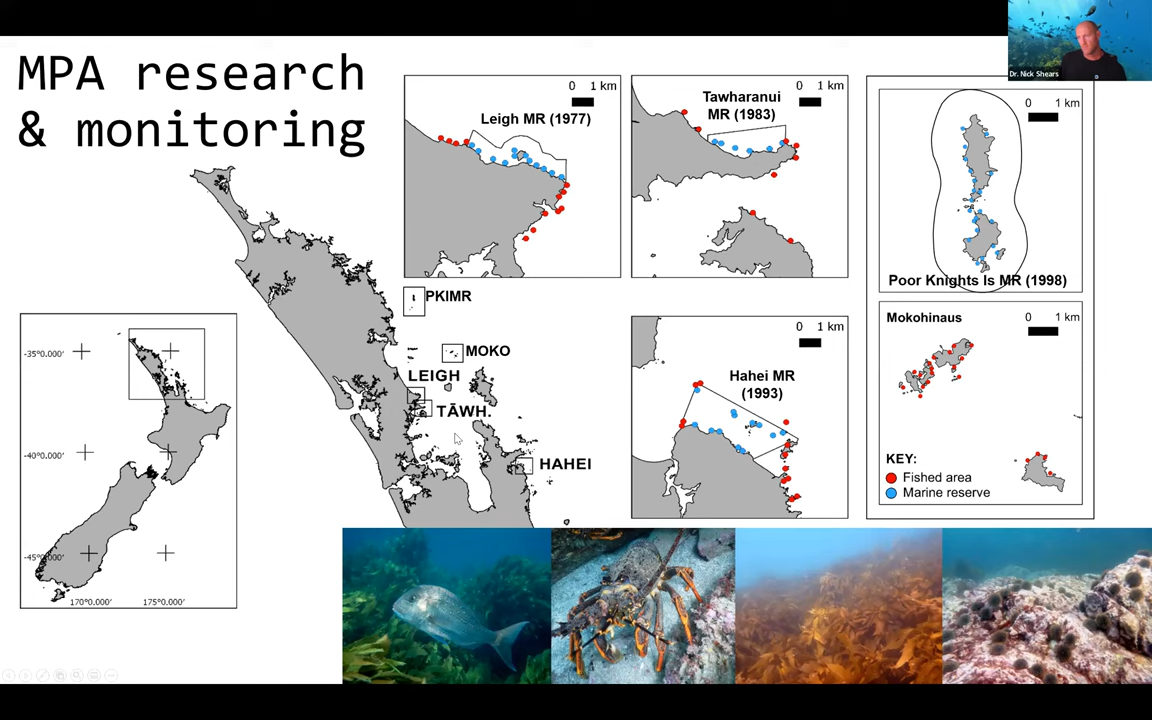 MPA research
& monitoring
Dr. Nick Shears
0 1 km
Leigh MR (1977)
0 1 km
Tawharanui
MR (1983)
0 1 km
Poor Knights Is MR (1998)
PKIMR
MOKO
LEIGH
TĀWH.
HAHEI
0 1 km
Hahei MR
(1993)
Mokohinaus
0 1 km
KEY:
Fished area
Marine reserve
-35°0.000'
-40°0.000'
-45°0.000'
170°0.000' 175°0.000'